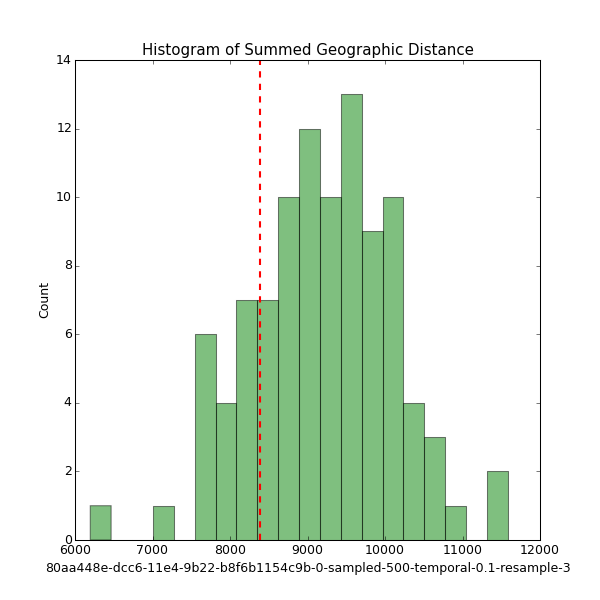 Histogram of Summed Geographic Distance
14
12
10
8
6
4
2
0
Count
6000 7000 8000 9000 10000 11000 12000
80aa448e-dcc6-11e4-9b22-b8f6b1154c9b-0-sampled-500-temporal-0.1-resample-3